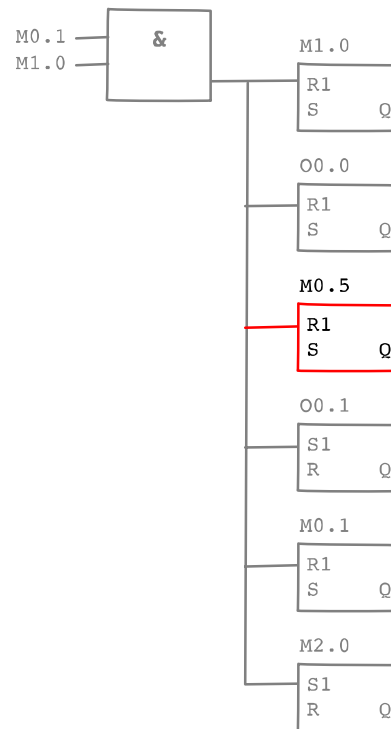 M0.1
M1.0
&
M1.0
R1
S Q
O0.0
R1
S Q
M0.5
R1
S Q
O0.1
S1
R Q
M0.1
R1
S Q
M2.0
S1
R Q